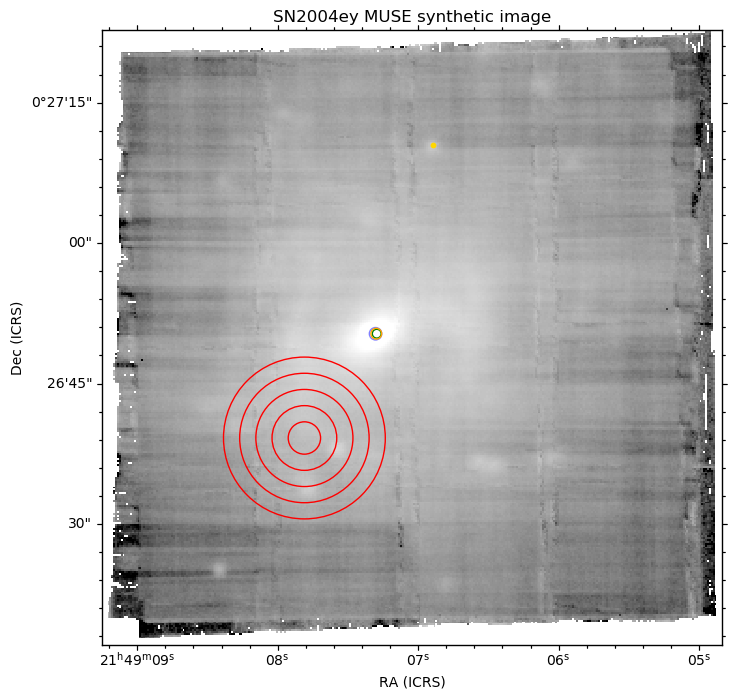 SN2004ey MUSE synthetic image
0°27'15"
00"
26'45"
30"
Dec (ICRS)
21ʰ49ᵐ09ˢ 08ˢ 07ˢ 06ˢ 05ˢ
RA (ICRS)